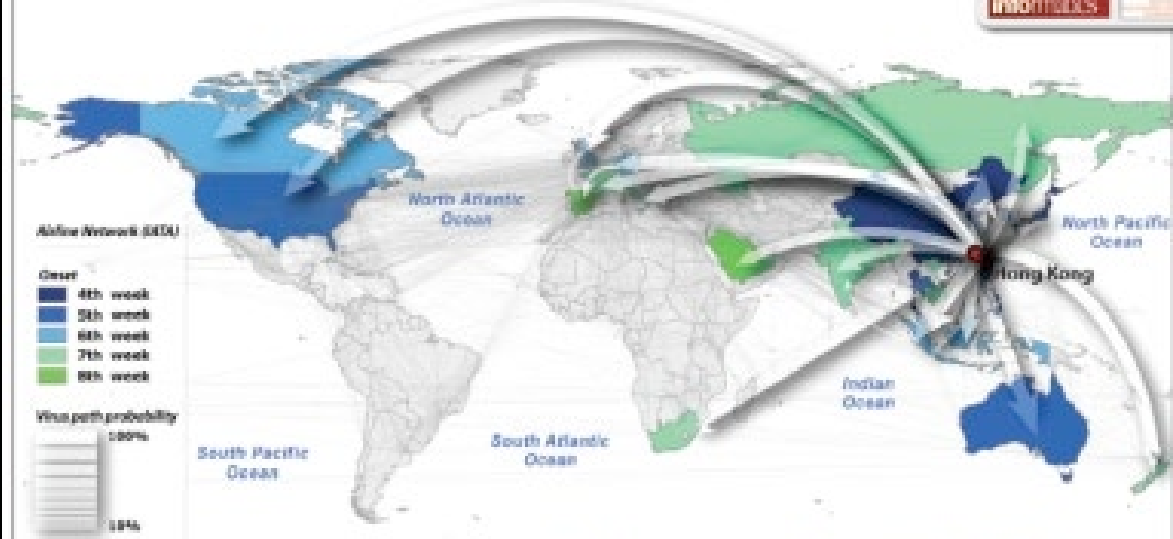 North Atlantic
Ocean
North Pacific
Ocean
Airline Network (IATA)
Hong Kong
Onset
4th week
5th week
6th week
7th week
8th week
Indian
Ocean
Virus path probability
100%
South Atlantic
Ocean
South Pacific
Ocean
10%